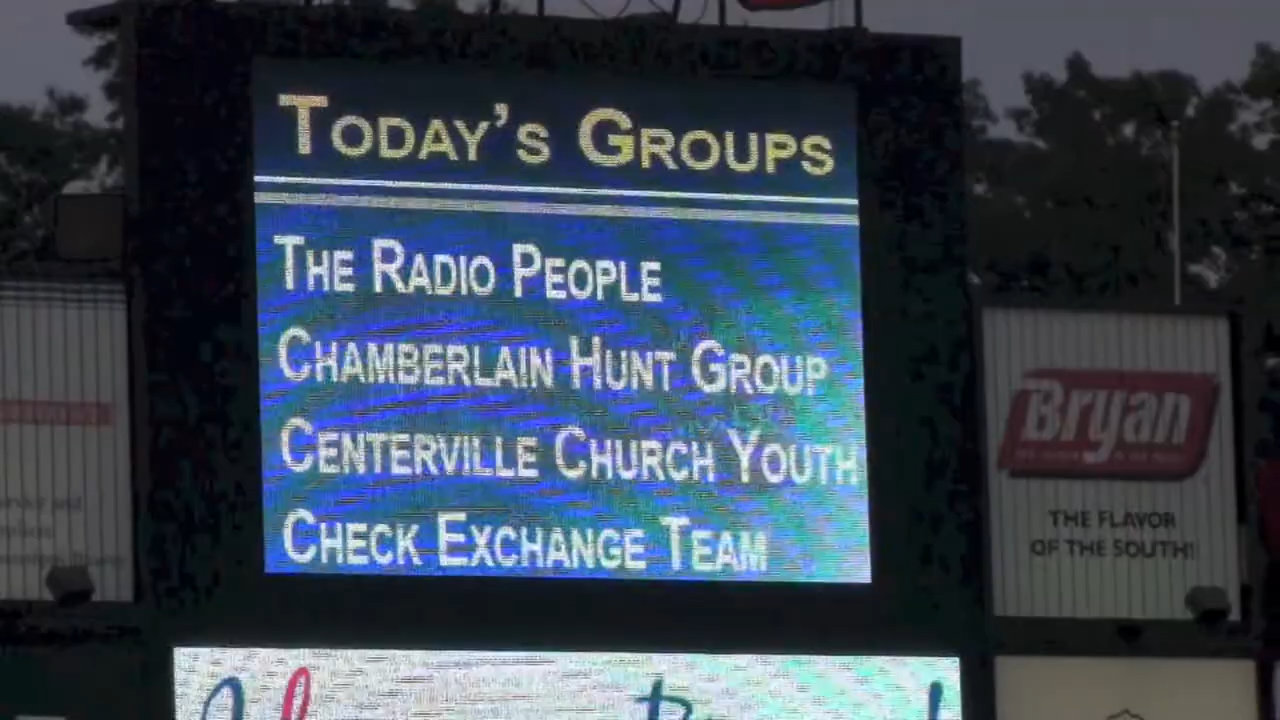 TODAY'S GROUPS
THE RADIO PEOPLE
CHAMBERLAIN HUNT GROUP
CENTERVILLE CHURCH YOUTH
CHECK EXCHANGE TEAM
Bryan
THE FLAVOR
OF THE SOUTH!